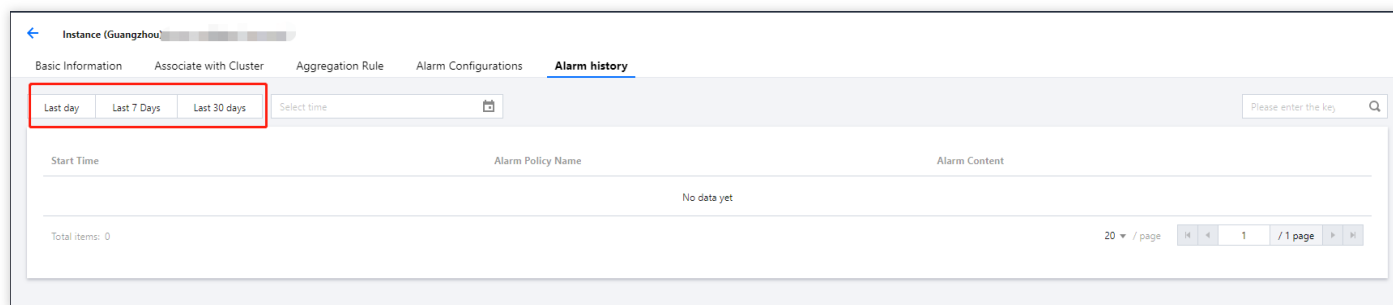 Instance (Guangzhou)
Basic Information Associate with Cluster Aggregation Rule Alarm Configurations Alarm history
Last day Last 7 Days Last 30 days Select time Please enter the key
Start Time Alarm Policy Name Alarm Content
No data yet
Total items: 0 20 / page 1 / 1 page